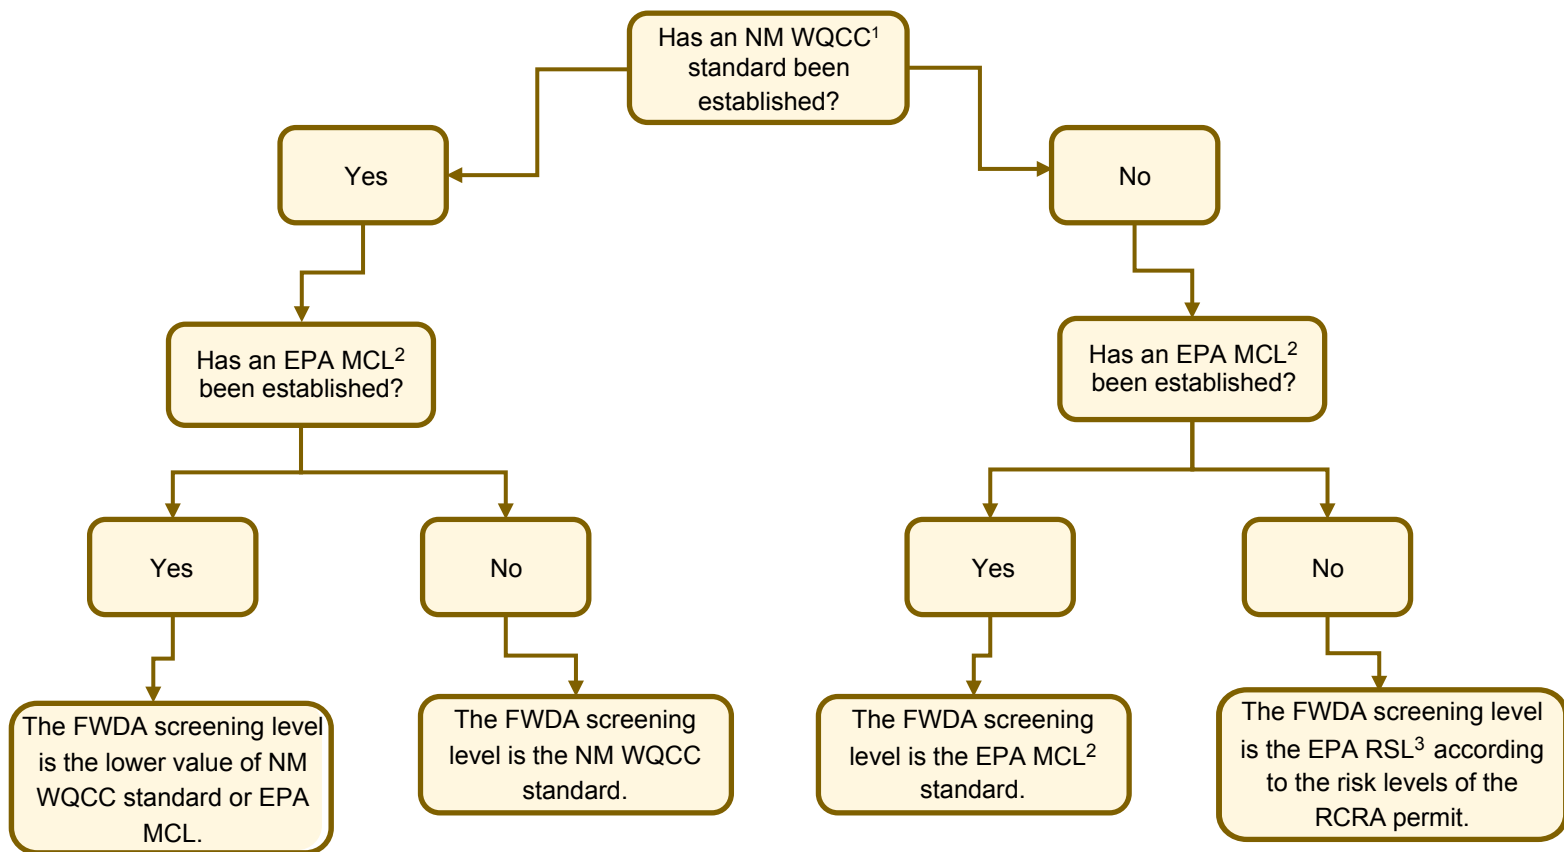 Has an NM WQCC¹
standard been
established?
Yes
No
Has an EPA MCL²
been established?
Has an EPA MCL²
been established?
Yes
No
Yes
No
The FWDA screening level
is the lower value of NM
WQCC standard or EPA
MCL.
The FWDA screening
level is the NM WQCC
standard.
The FWDA screening
level is the EPA MCL²
standard.
The FWDA screening level
is the EPA RSL³ according
to the risk levels of the
RCRA permit.